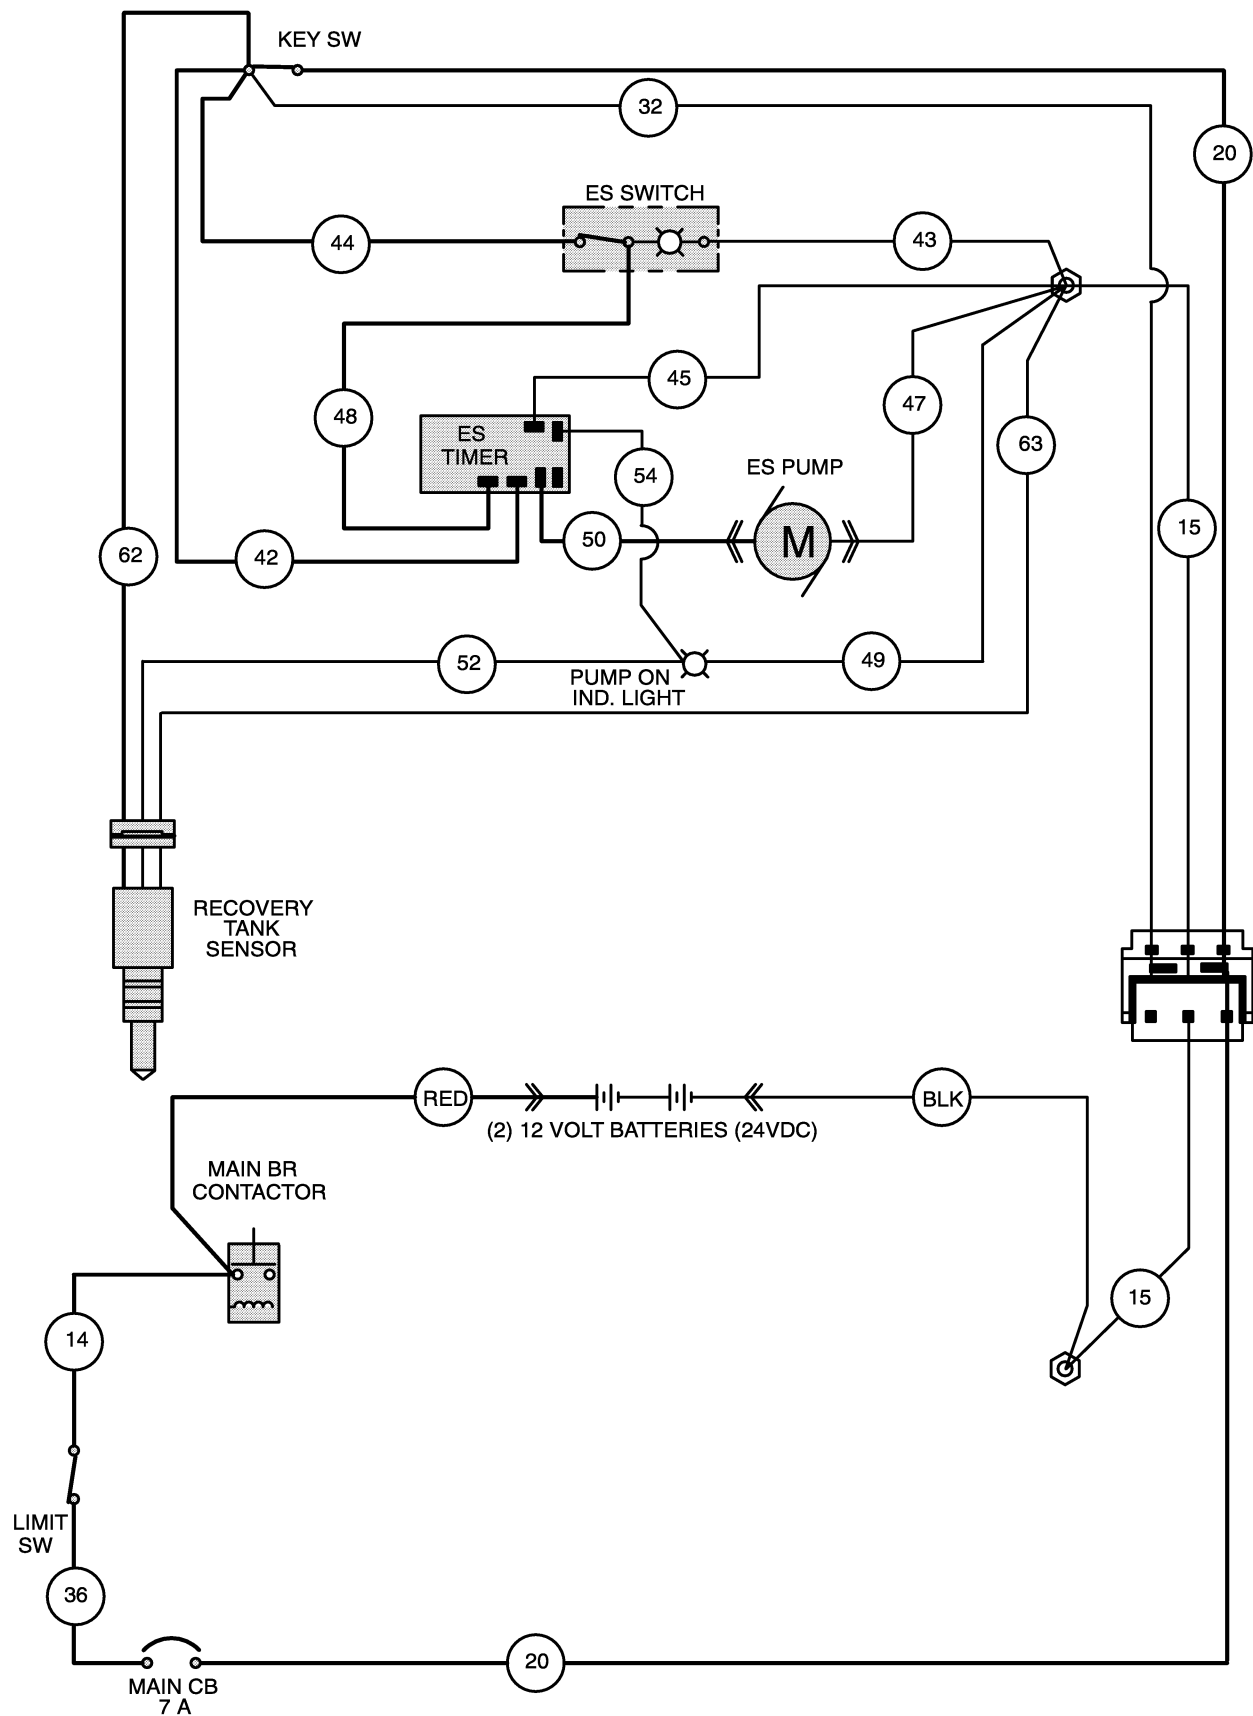 KEY SW
32
20
ES SWITCH
44
43
45
48
47
ES
TIMER
63
54
ES PUMP
M
50
15
62
42
52
49
PUMP ON
IND. LIGHT
RECOVERY
TANK
SENSOR
RED
BLK
(2) 12 VOLT BATTERIES (24VDC)
MAIN BR
CONTACTOR
15
14
LIMIT
SW
36
20
MAIN CB
7 A